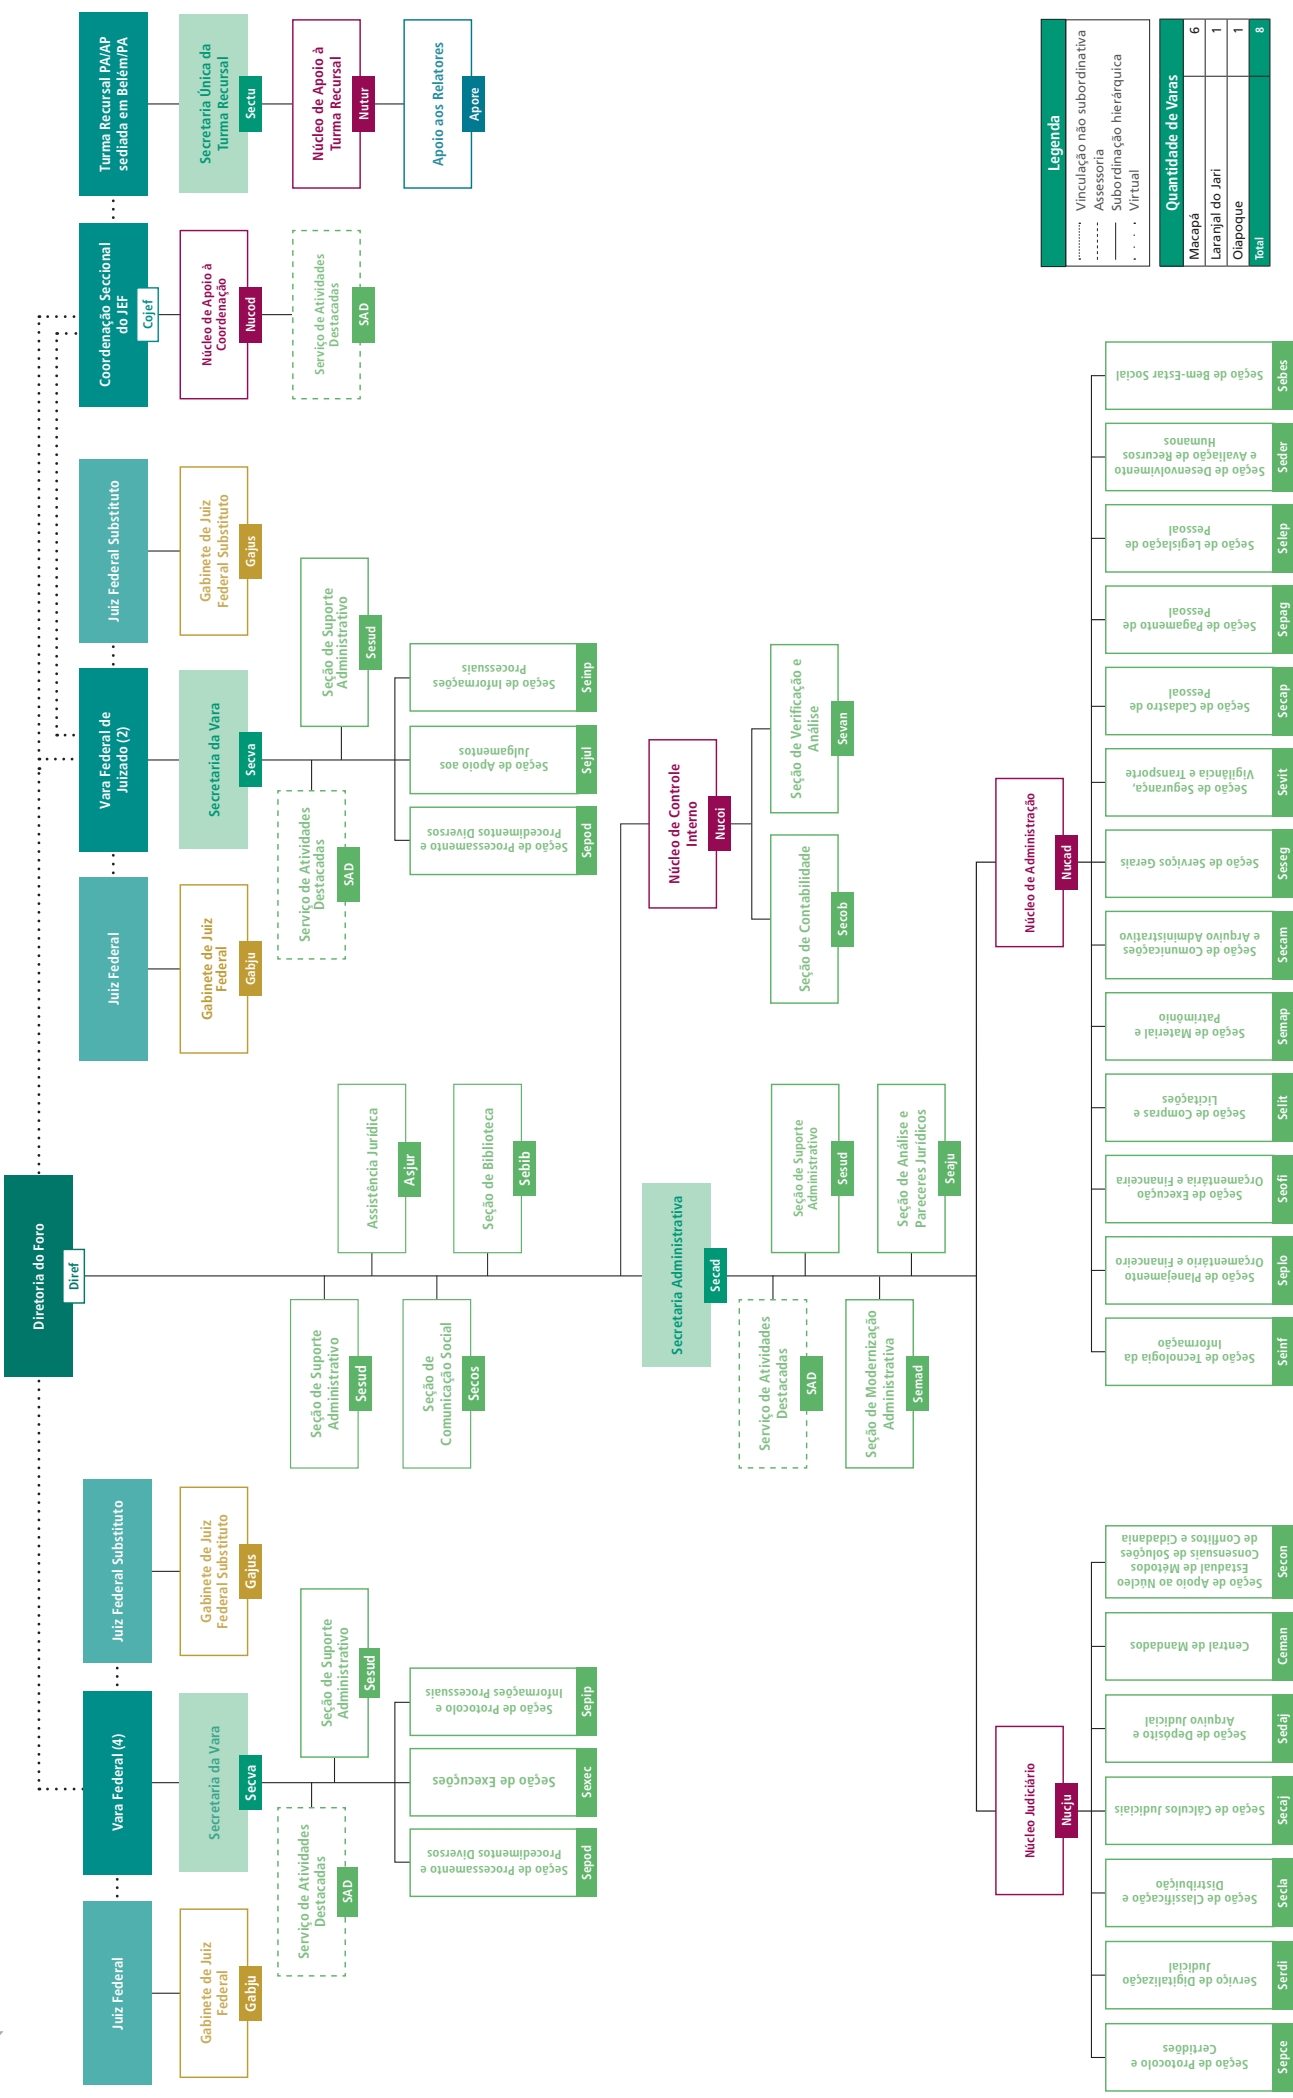 Diretoria do Foro
Diref
Juiz Federal
Gabinete de Juiz
Federal
Gabju
Vara Federal (4)
Secretaria da Vara
Secva
Juiz Federal Substituto
Gabinete de Juiz
Federal Substituto
Gajus
Serviço de Atividades
Destacadas
SAD
Seção de Suporte
Administrativo
Sesud
Seção de Processamento e
Procedimentos Diversos
Sepod
Seção de Execuções
Sexec
Seção de Protocolo e
Informações Processuais
Sepip
Seção de Suporte
Administrativo
Sesud
Assistência Jurídica
Asjur
Seção de
Comunicação Social
Secos
Seção de Biblioteca
Sebib
Juiz Federal
Gabinete de Juiz
Federal
Gabju
Vara Federal de
Juizado (2)
Secretaria da Vara
Secva
Juiz Federal Substituto
Gabinete de Juiz
Federal Substituto
Gajus
Serviço de Atividades
Destacadas
SAD
Seção de Suporte
Administrativo
Sesud
Seção de Processamento e
Procedimentos Diversos
Sepod
Seção de Apoio aos
Julgamentos
Sejul
Seção de Informações
Processuais
Seinp
Coordenação Seccional
do JEF
Cojef
Núcleo de Apoio à
Coordenação
Nucod
Serviço de Atividades
Destacadas
SAD
Turma Recursal PA/AP
sediada em Belém/PA
Secretaria Única da
Turma Recursal
Sectu
Núcleo de Apoio à
Turma Recursal
Nutur
Apoio aos Relatores
Apore
Núcleo de Controle
Interno
Nucoi
Seção de Contabilidade
Secob
Seção de Verificação e
Análise
Sevan
Secretaria Administrativa
Secad
Serviço de Atividades
Destacadas
SAD
Seção de Suporte
Administrativo
Sesud
Seção de Modernização
Administrativa
Semad
Seção de Análise e
Pareceres Jurídicos
Seaju
Núcleo Judiciário
Nucju
Seção de Protocolo e
Certidões
Sepce
Serviço de Digitalização
Judicial
Serdi
Seção de Classificação e
Distribuição
Secla
Seção de Cálculos Judiciais
Secaj
Seção de Depósito e
Arquivo Judicial
Sedaj
Central de Mandados
Ceman
Seção de Apoio ao Núcleo
Estadual de Métodos
Consensuais de Soluções
de Conflitos e Cidadania
Secon
Núcleo de Administração
Nucad
Seção de Tecnologia da
Informação
Seinf
Seção de Planejamento
Orçamentário e Financeiro
Seplo
Seção de Execução
Orçamentária e Financeira
Seofi
Seção de Compras e
Licitações
Selit
Seção de Material e
Patrimônio
Semap
Seção de Comunicações
e Arquivo Administrativo
Secam
Seção de Serviços Gerais
Seseg
Seção de Segurança,
Vigilância e Transporte
Sevit
Seção de Cadastro de
Pessoal
Secap
Seção de Pagamento de
Pessoal
Sepag
Seção de Legislação de
Pessoal
Selep
Seção de Desenvolvimento
e Avaliação de Recursos
Humanos
Seder
Seção de Bem-Estar Social
Sebes
Legenda
Vinculação não subordinativa
Assessoria
Subordinação hierárquica
Virtual
Quantidade de Varas
Macapá 6
Laranjal do Jari 1
Oiapoque 1
Total 8